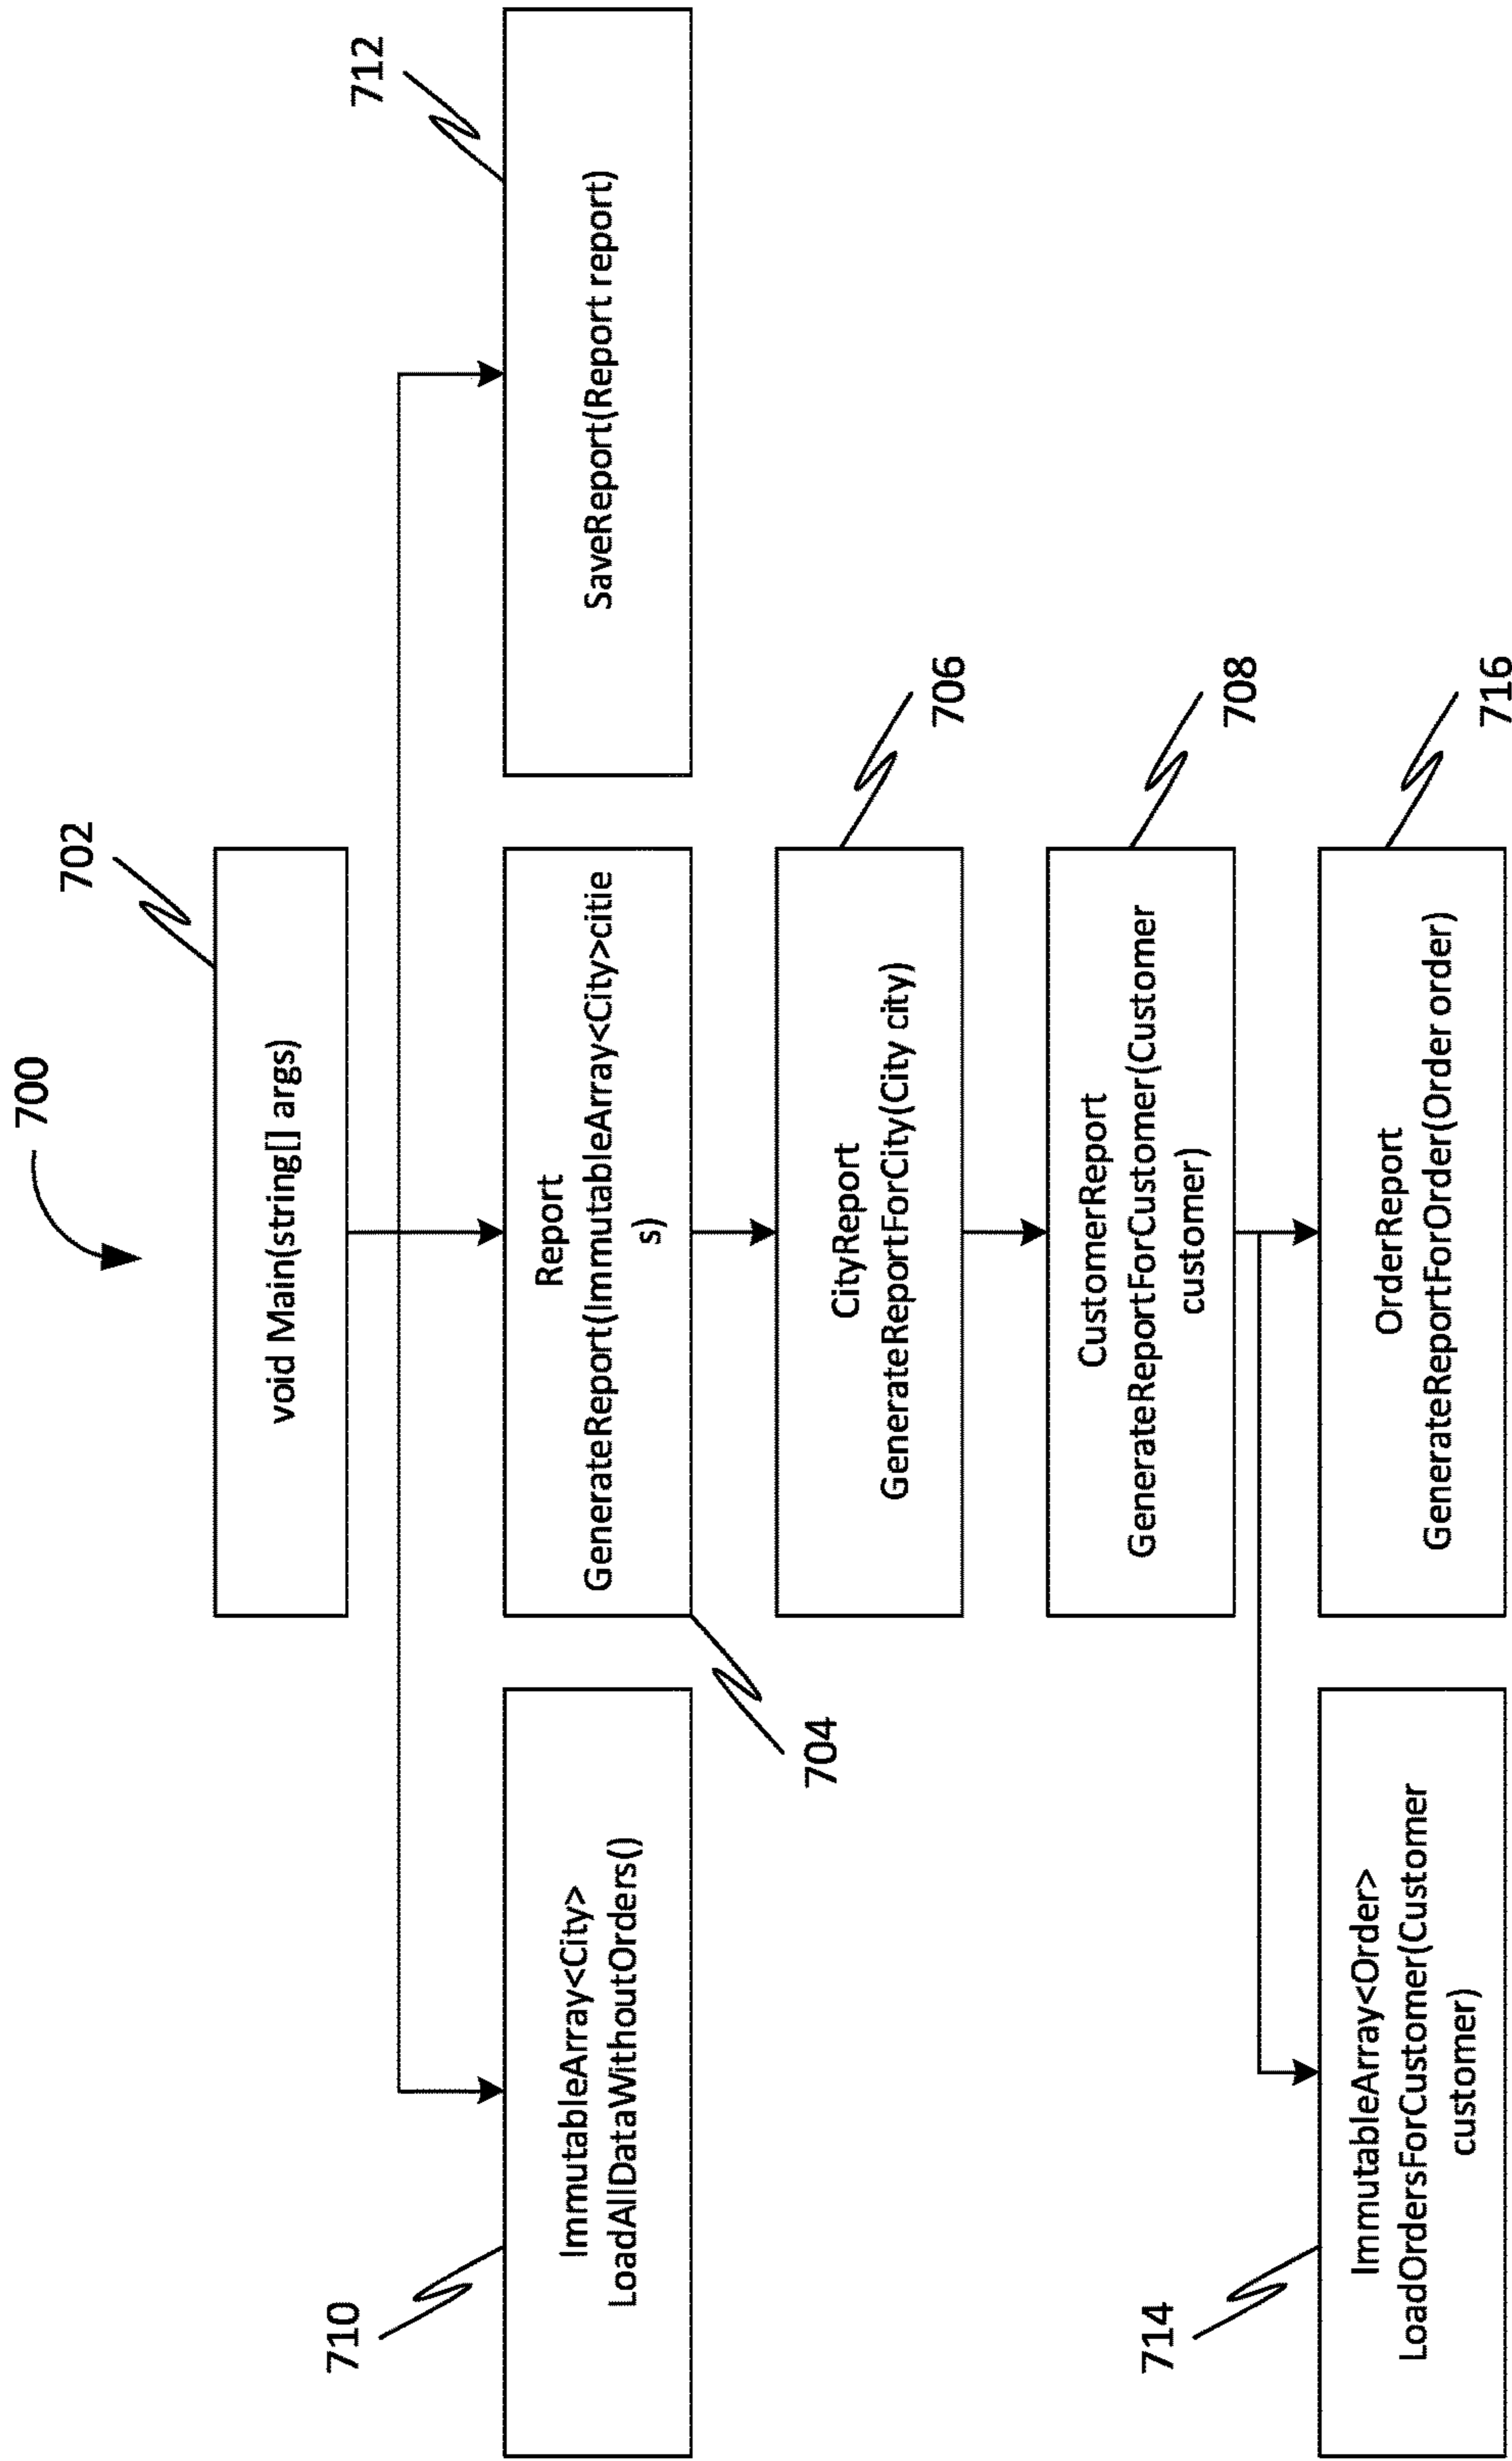 700
702
void Main(string[] args)
710
ImmutableArray<City>
LoadAllDataWithoutOrders()
Report
GenerateReport(ImmutableArray<City>citie
s)
704
712
SaveReport(Report report)
CityReport
GenerateReportForCity(City city)
706
CustomerReport
GenerateReportForCustomer(Customer
customer)
708
714
ImmutableArray<Order>
LoadOrdersForCustomer(Customer
customer)
OrderReport
GenerateReportForOrder(Order order)
716